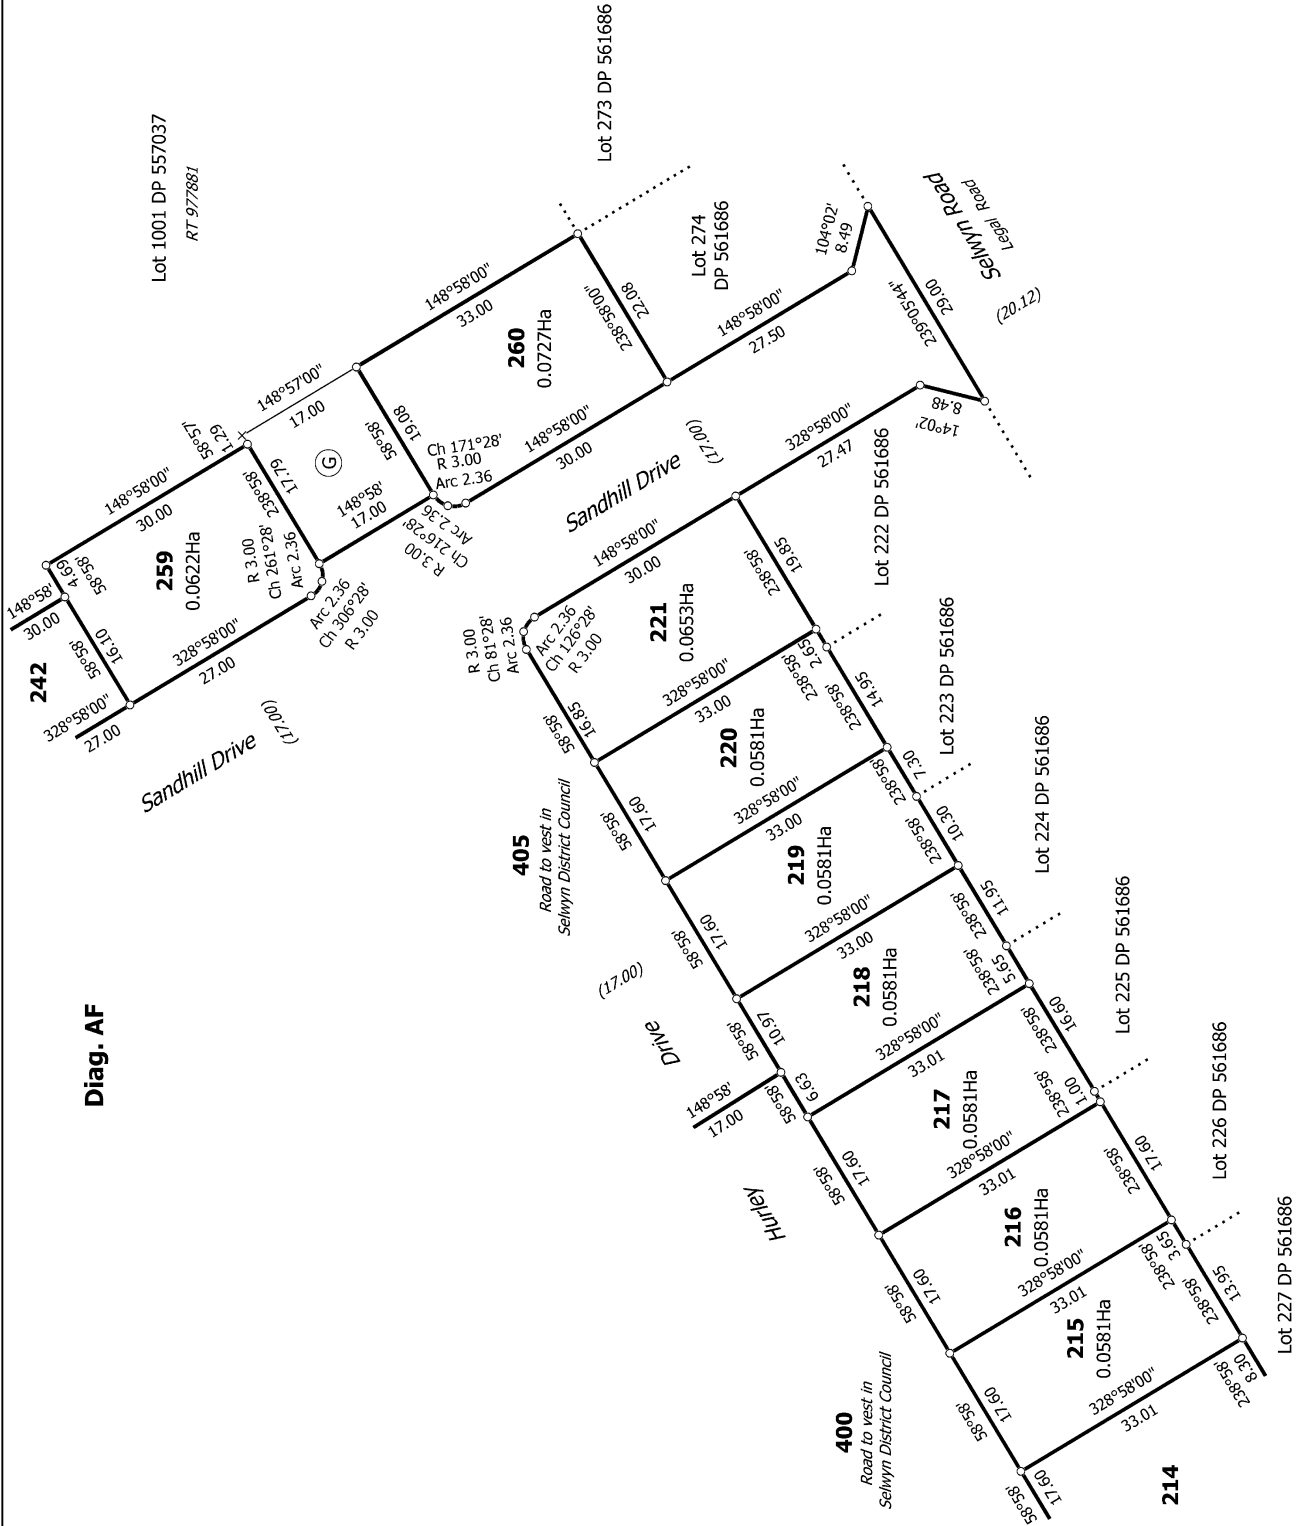 Diag. AF
Lot 1001 DP 557037
RT 977881
Lot 273 DP 561686
Lot 274
DP 561686
Selwyn Road
Legal Road
(20.12)
148°58'
30.00
242
328°58'00"
27.00
58°58'
16.10
4.69
58°58'
148°58'00"
30.00
259
0.0622Ha
328°58'00"
27.00
58°57'
1.29
238°58'
17.79
R 3.00
Ch 261°28'
Arc 2.36
Arc 2.36
Ch 306°28'
R 3.00
148°57'00"
17.00
G
148°58'
17.00
58°58'
19.08
148°58'00"
33.00
260
0.0727Ha
238°58'00"
22.08
Ch 171°28'
R 3.00
Arc 2.36
Arc 2.36
Ch 216°28'
R 3.00
148°58'00"
30.00
148°58'00"
27.50
104°02'
8.49
239°05'44"
29.00
14°02'
8.48
328°58'00"
27.47
Sandhill Drive
(17.00)
Sandhill Drive
(17.00)
R 3.00
Ch 81°28'
Arc 2.36
Arc 2.36
Ch 126°28'
R 3.00
148°58'00"
30.00
221
0.0653Ha
238°58'
19.85
58°58'
16.85
Lot 222 DP 561686
328°58'00"
33.00
238°58'
2.65
220
0.0581Ha
238°58'
14.95
58°58'
17.60
Lot 223 DP 561686
405
Road to vest in
Selwyn District Council
328°58'00"
33.00
238°58'
7.30
219
0.0581Ha
238°58'
10.30
58°58'
17.60
Lot 224 DP 561686
328°58'00"
33.00
238°58'
11.95
218
0.0581Ha
238°58'
5.65
58°58'
10.97
58°58'
6.63
148°58'
17.00
(17.00)
Hurley Drive
Lot 225 DP 561686
328°58'00"
33.01
217
0.0581Ha
238°58'
16.60
238°58'
1.00
58°58'
17.60
328°58'00"
33.01
216
0.0581Ha
238°58'
17.60
58°58'
17.60
Lot 226 DP 561686
328°58'00"
33.01
238°58'
3.65
215
0.0581Ha
238°58'
13.95
58°58'
17.60
Lot 227 DP 561686
400
Road to vest in
Selwyn District Council
328°58'00"
33.01
238°58'
8.30
58°58'
17.60
214